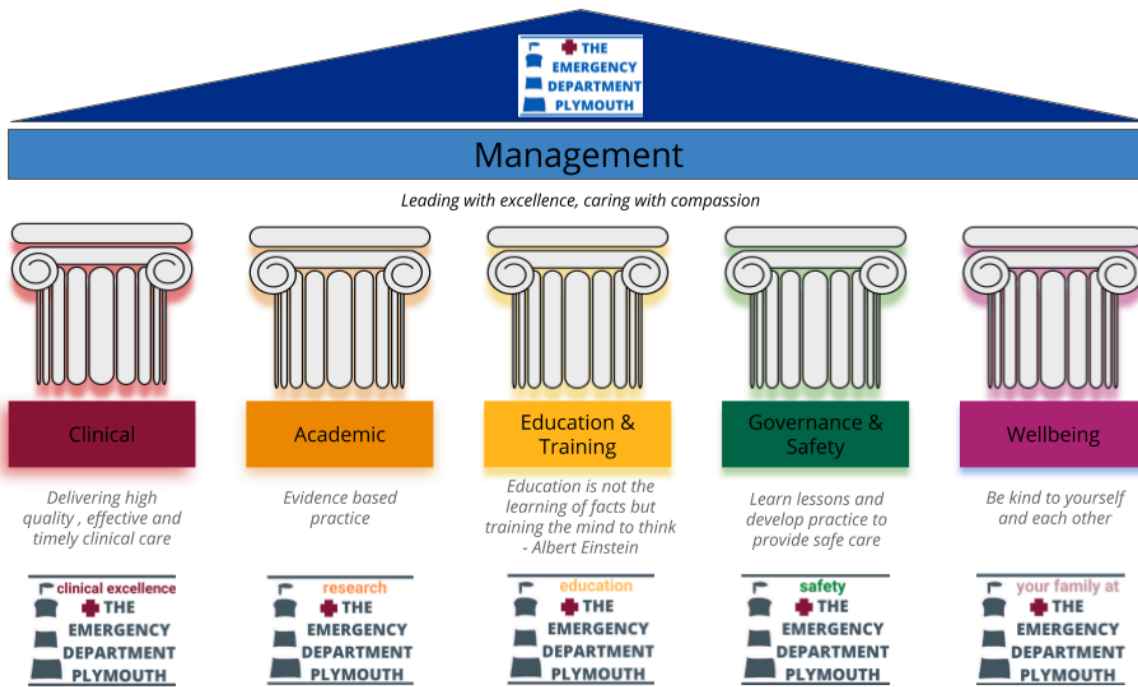 THE
EMERGENCY
DEPARTMENT
PLYMOUTH
Management
Leading with excellence, caring with compassion
Clinical
Delivering high
quality , effective and
timely clinical care
Academic
Evidence based
practice
Education &
Training
Education is not the
learning of facts but
training the mind to think
- Albert Einstein
Governance &
Safety
Learn lessons and
develop practice to
provide safe care
Wellbeing
Be kind to yourself
and each other
clinical excellence
THE
EMERGENCY
DEPARTMENT
PLYMOUTH
research
THE
EMERGENCY
DEPARTMENT
PLYMOUTH
education
THE
EMERGENCY
DEPARTMENT
PLYMOUTH
safety
THE
EMERGENCY
DEPARTMENT
PLYMOUTH
your family at
THE
EMERGENCY
DEPARTMENT
PLYMOUTH